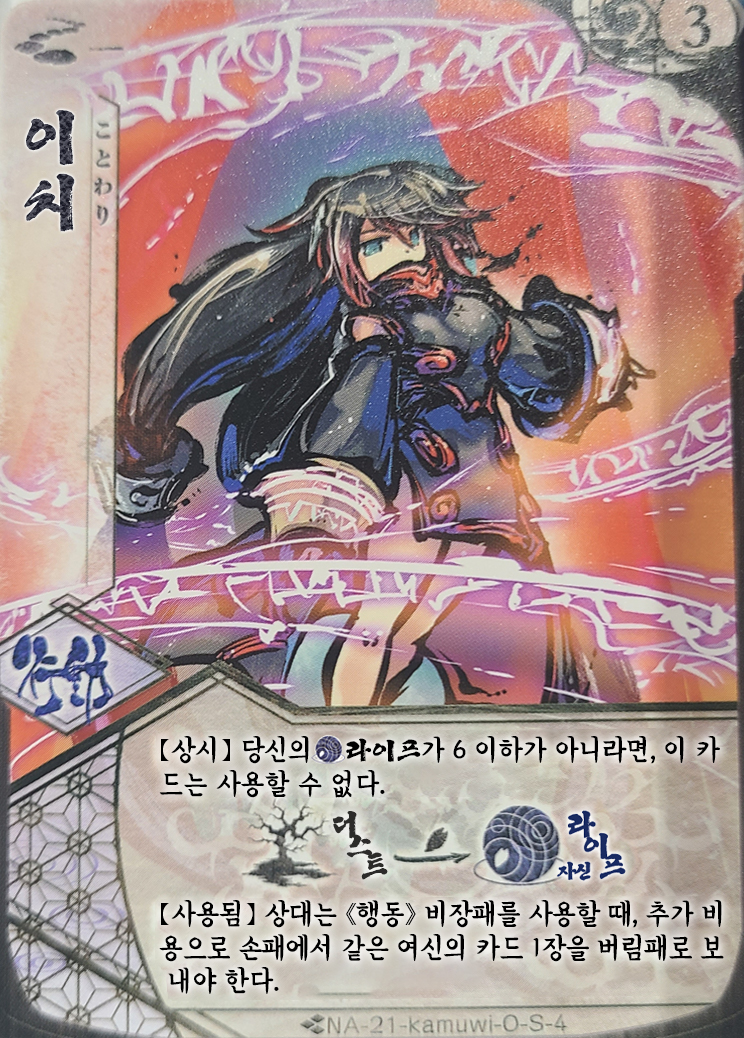 3
이치
ことわり
行動
【상시】 당신의 라이프가 6 이하가 아니라면, 이 카
드는 사용할 수 없다.
더스트
라이프
자신
【사용됨】 상대는 《행동》 비장패를 사용할 때, 추가 비
용으로 손패에서 같은 여신의 카드 1장을 버림패로 보
내야 한다.
NA-21-kamuwi-O-S-4